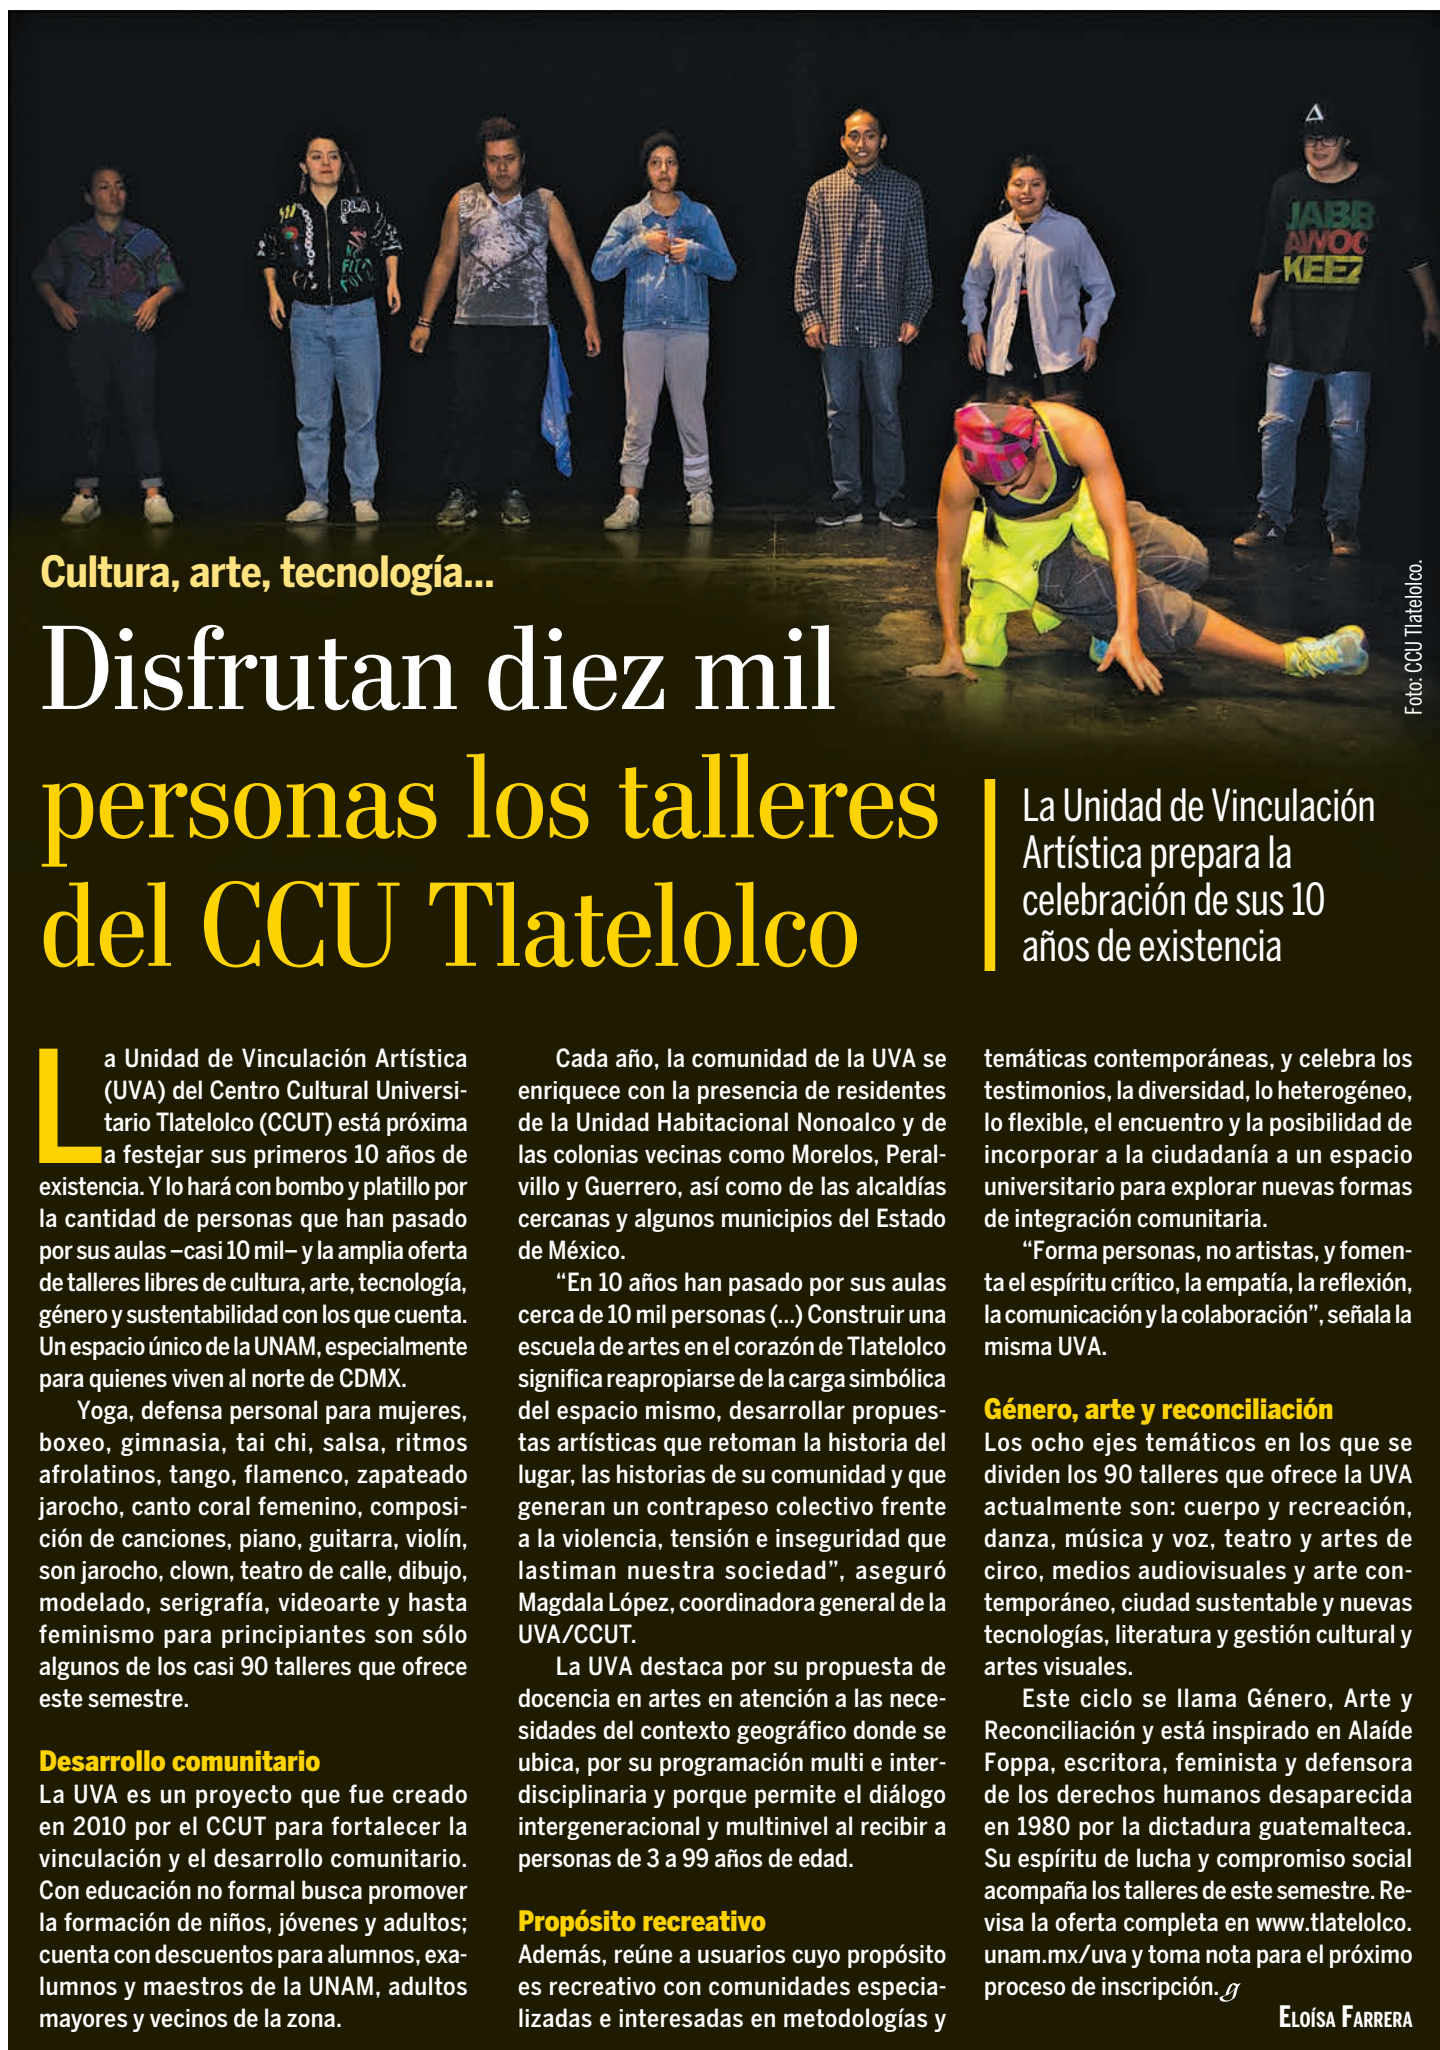 BLA
JABB
AWOC
KEEZ
Foto: CCU Tlatelolco.
Cultura, arte, tecnología...
Disfrutan diez mil
personas los talleres
del CCU Tlatelolco
La Unidad de Vinculación
Artística prepara la
celebración de sus 10
años de existencia
La Unidad de Vinculación Artística
(UVA) del Centro Cultural Universi-
tario Tlatelolco (CCUT) está próxima
a festejar sus primeros 10 años de
existencia. Y lo hará con bombo y platillo por
la cantidad de personas que han pasado
por sus aulas –casi 10 mil– y la amplia oferta
de talleres libres de cultura, arte, tecnología,
género y sustentabilidad con los que cuenta.
Un espacio único de la UNAM, especialmente
para quienes viven al norte de CDMX.
Yoga, defensa personal para mujeres,
boxeo, gimnasia, tai chi, salsa, ritmos
afrolatinos, tango, flamenco, zapateado
jarocho, canto coral femenino, composi-
ción de canciones, piano, guitarra, violín,
son jarocho, clown, teatro de calle, dibujo,
modelado, serigrafía, videoarte y hasta
feminismo para principiantes son sólo
algunos de los casi 90 talleres que ofrece
este semestre.
Desarrollo comunitario
La UVA es un proyecto que fue creado
en 2010 por el CCUT para fortalecer la
vinculación y el desarrollo comunitario.
Con educación no formal busca promover
la formación de niños, jóvenes y adultos;
cuenta con descuentos para alumnos, exa-
lumnos y maestros de la UNAM, adultos
mayores y vecinos de la zona.
Cada año, la comunidad de la UVA se
enriquece con la presencia de residentes
de la Unidad Habitacional Nonoalco y de
las colonias vecinas como Morelos, Peral-
villo y Guerrero, así como de las alcaldías
cercanas y algunos municipios del Estado
de México.
“En 10 años han pasado por sus aulas
cerca de 10 mil personas (...) Construir una
escuela de artes en el corazón de Tlatelolco
significa reapropiarse de la carga simbólica
del espacio mismo, desarrollar propues-
tas artísticas que retoman la historia del
lugar, las historias de su comunidad y que
generan un contrapeso colectivo frente
a la violencia, tensión e inseguridad que
lastiman nuestra sociedad”, aseguró
Magdala López, coordinadora general de la
UVA/CCUT.
La UVA destaca por su propuesta de
docencia en artes en atención a las nece-
sidades del contexto geográfico donde se
ubica, por su programación multi e inter-
disciplinaria y porque permite el diálogo
intergeneracional y multinivel al recibir a
personas de 3 a 99 años de edad.
Propósito recreativo
Además, reúne a usuarios cuyo propósito
es recreativo con comunidades especia-
lizadas e interesadas en metodologías y
temáticas contemporáneas, y celebra los
testimonios, la diversidad, lo heterogéneo,
lo flexible, el encuentro y la posibilidad de
incorporar a la ciudadanía a un espacio
universitario para explorar nuevas formas
de integración comunitaria.
“Forma personas, no artistas, y fomen-
ta el espíritu crítico, la empatía, la reflexión,
la comunicación y la colaboración”, señala la
misma UVA.
Género, arte y reconciliación
Los ocho ejes temáticos en los que se
dividen los 90 talleres que ofrece la UVA
actualmente son: cuerpo y recreación,
danza, música y voz, teatro y artes de
circo, medios audiovisuales y arte con-
temporáneo, ciudad sustentable y nuevas
tecnologías, literatura y gestión cultural y
artes visuales.
Este ciclo se llama Género, Arte y
Reconciliación y está inspirado en Alaíde
Foppa, escritora, feminista y defensora
de los derechos humanos desaparecida
en 1980 por la dictadura guatemalteca.
Su espíritu de lucha y compromiso social
acompaña los talleres de este semestre. Re-
visa la oferta completa en www.tlatelolco.
unam.mx/uva y toma nota para el próximo
proceso de inscripción. g
Eloísa Farrera